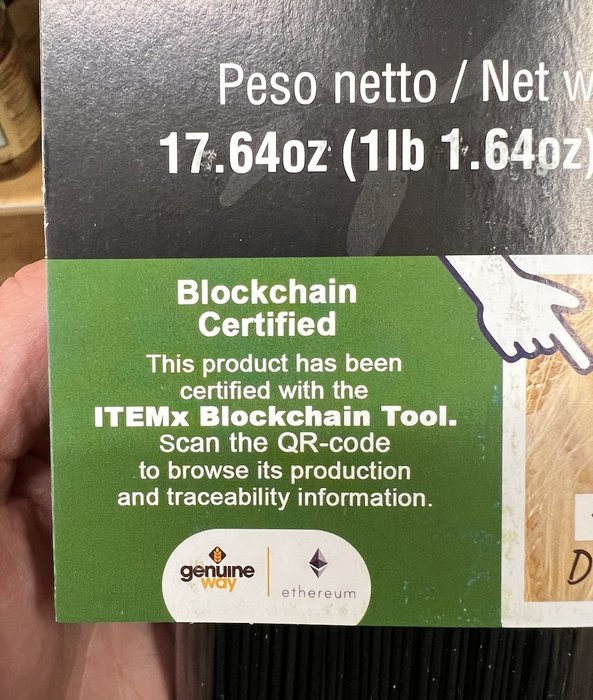 Peso netto / Net
17.64oz (1lb 1.64oz)
Blockchain
Certified
This product has been
certified with the
ITEMx Blockchain Tool.
Scan the QR-code
to browse its production
and traceability information.
genuine
way
ethereum
D